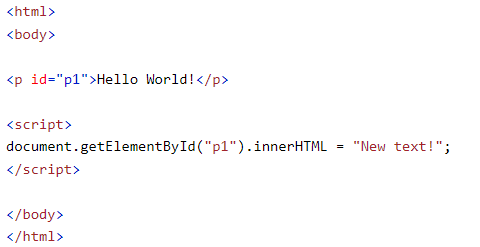 <html>
<body>
<p id="p1">Hello World!</p>
<script>
document.getElementById("p1").innerHTML = "New text!";
</script>
</body>
</html>